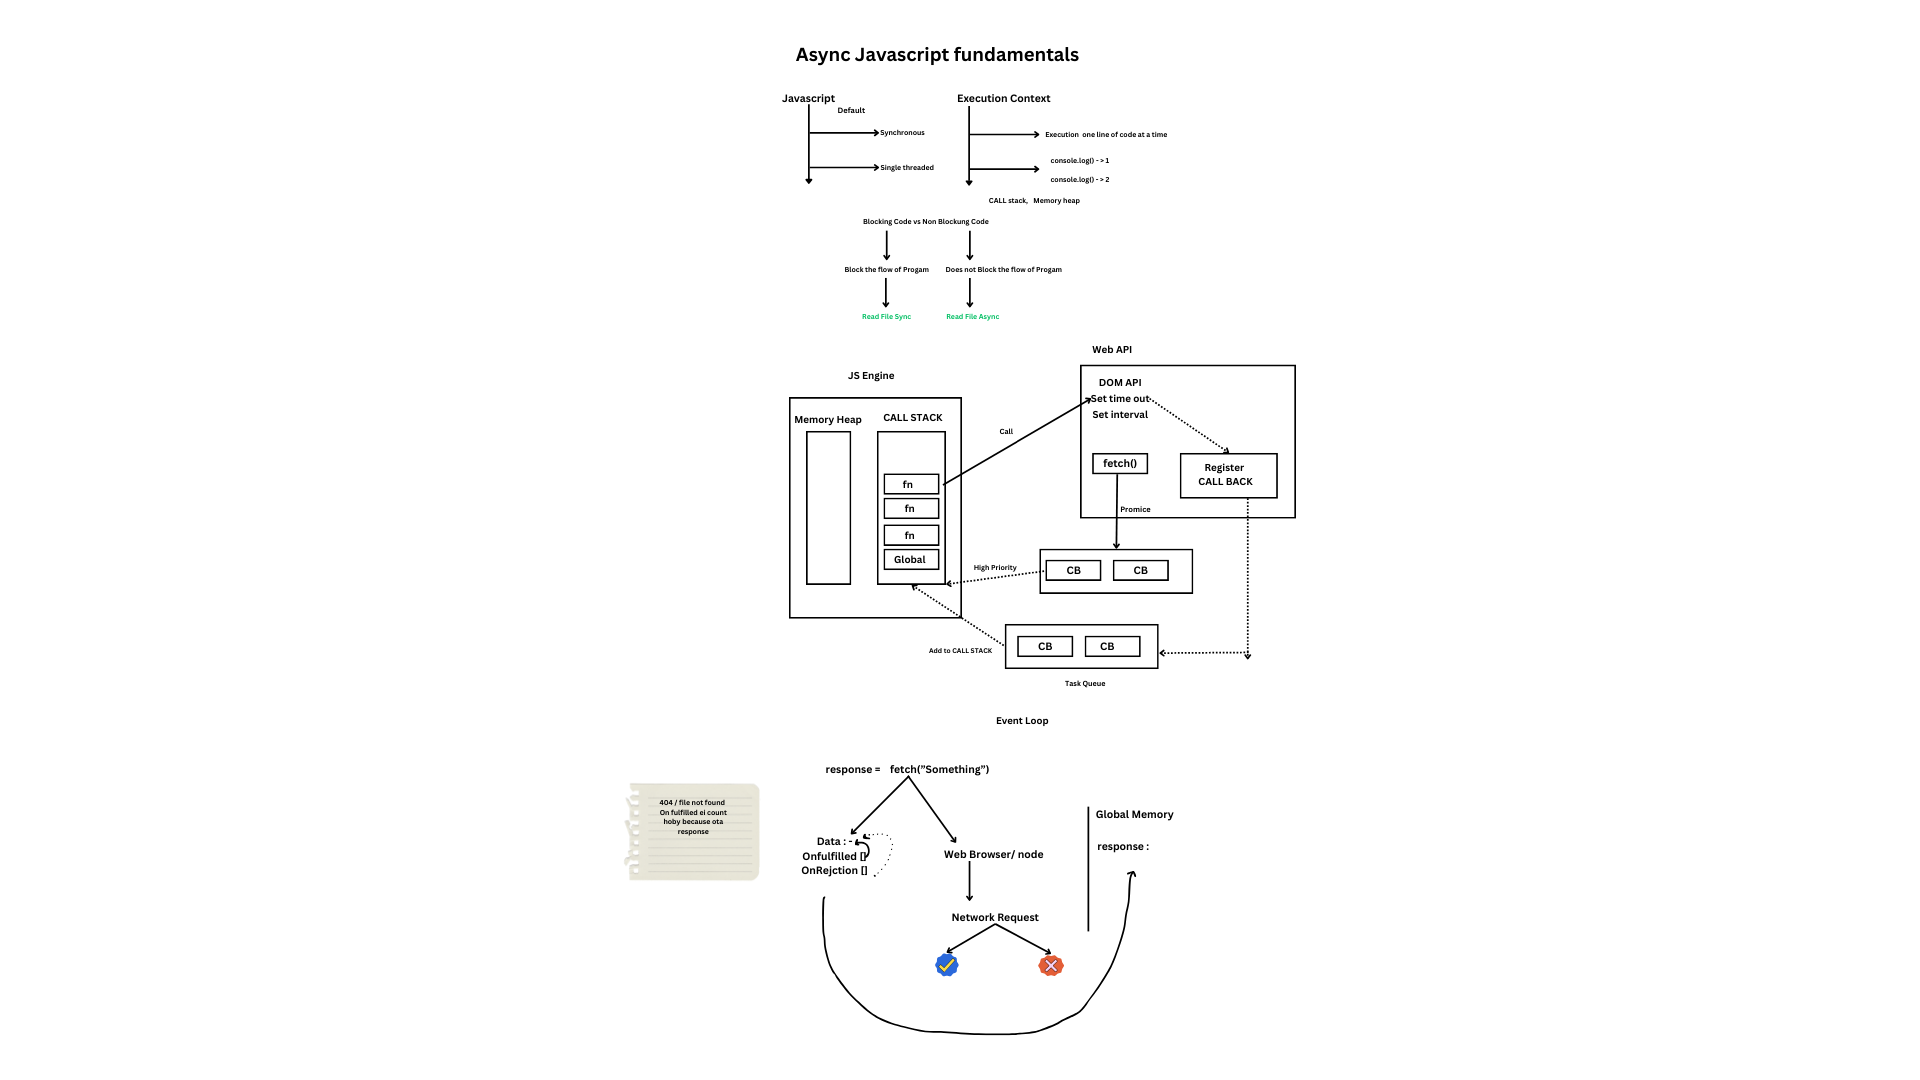 Async Javascript fundamentals
Javascript
Default
Synchronous
Single threaded
Execution Context
Execution  one line of code at a time
console.log() - > 1
console.log() - > 2
CALL stack,   Memory heap
Blocking Code vs Non Blockung Code
Block the flow of Progam
Does not Block the flow of Progam
Read File Sync
Read File Async
JS Engine
Memory Heap
CALL STACK
fn
fn
fn
Global
Call
Web API
DOM API
Set time out
Set interval
fetch()
Register
CALL BACK
Promice
High Priority
CB
CB
Add to CALL STACK
CB
CB
Task Queue
Event Loop
404 / file not found
On fulfilled ei count
hoby because ota
response
response =   fetch(”Something”)
Data : -
Onfulfilled []
OnRejction []
Web Browser/ node
Network Request
Global Memory
response :